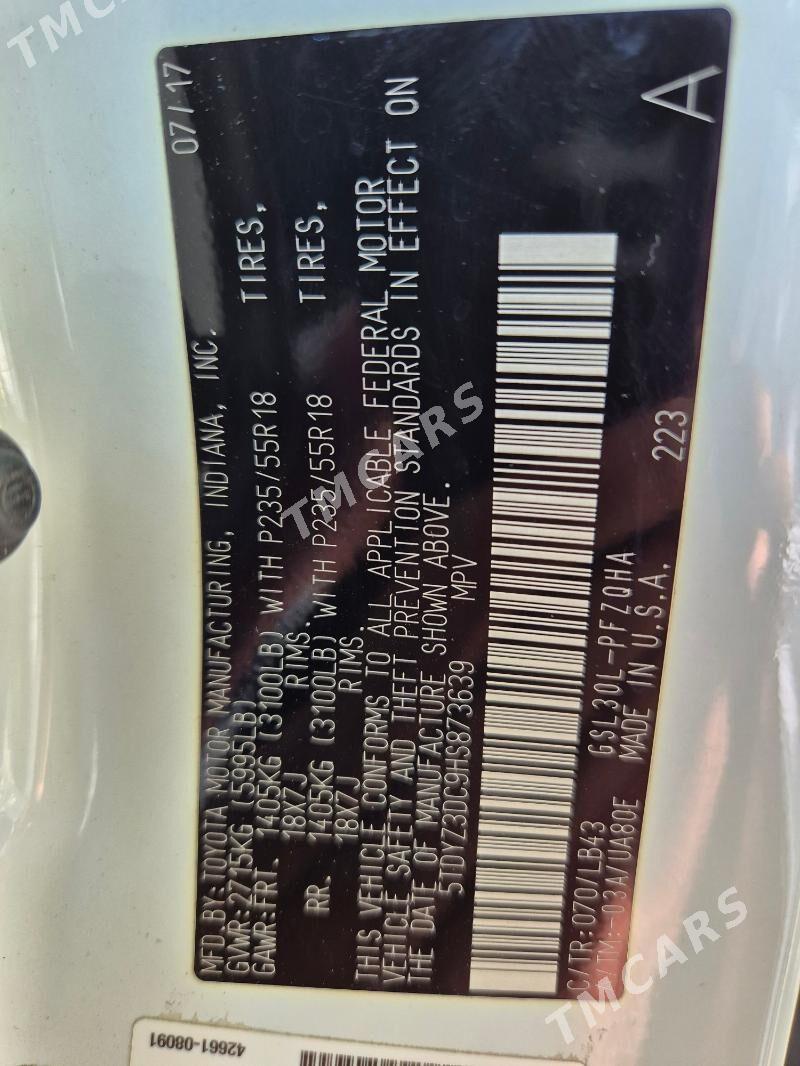 07/17
MFD.BY:TOYOTA MOTOR MANUFACTURING, INDIANA, INC.
GVWR:2715KG (5995LB)
GAWR:FRT. 1405KG (3100LB) WITH P235/55R18 TIRES,
18X7J RIMS.
RR. 1405KG (3100LB) WITH P235/55R18 TIRES,
18X7J RIMS.
THIS VEHICLE CONFORMS TO ALL APPLICABLE FEDERAL MOTOR
VEHICLE SAFETY AND THEFT PREVENTION STANDARDS IN EFFECT ON
THE DATE OF MANUFACTURE SHOWN ABOVE.
5TDYZ3DC9HS873639 MPV
C/TR:070/LB43 GSL30L-PFZQHA 223
A/TM:-03A/UA80E MADE IN U.S.A. A
42661-08091
TMCARS
TMCARS
TMCARS